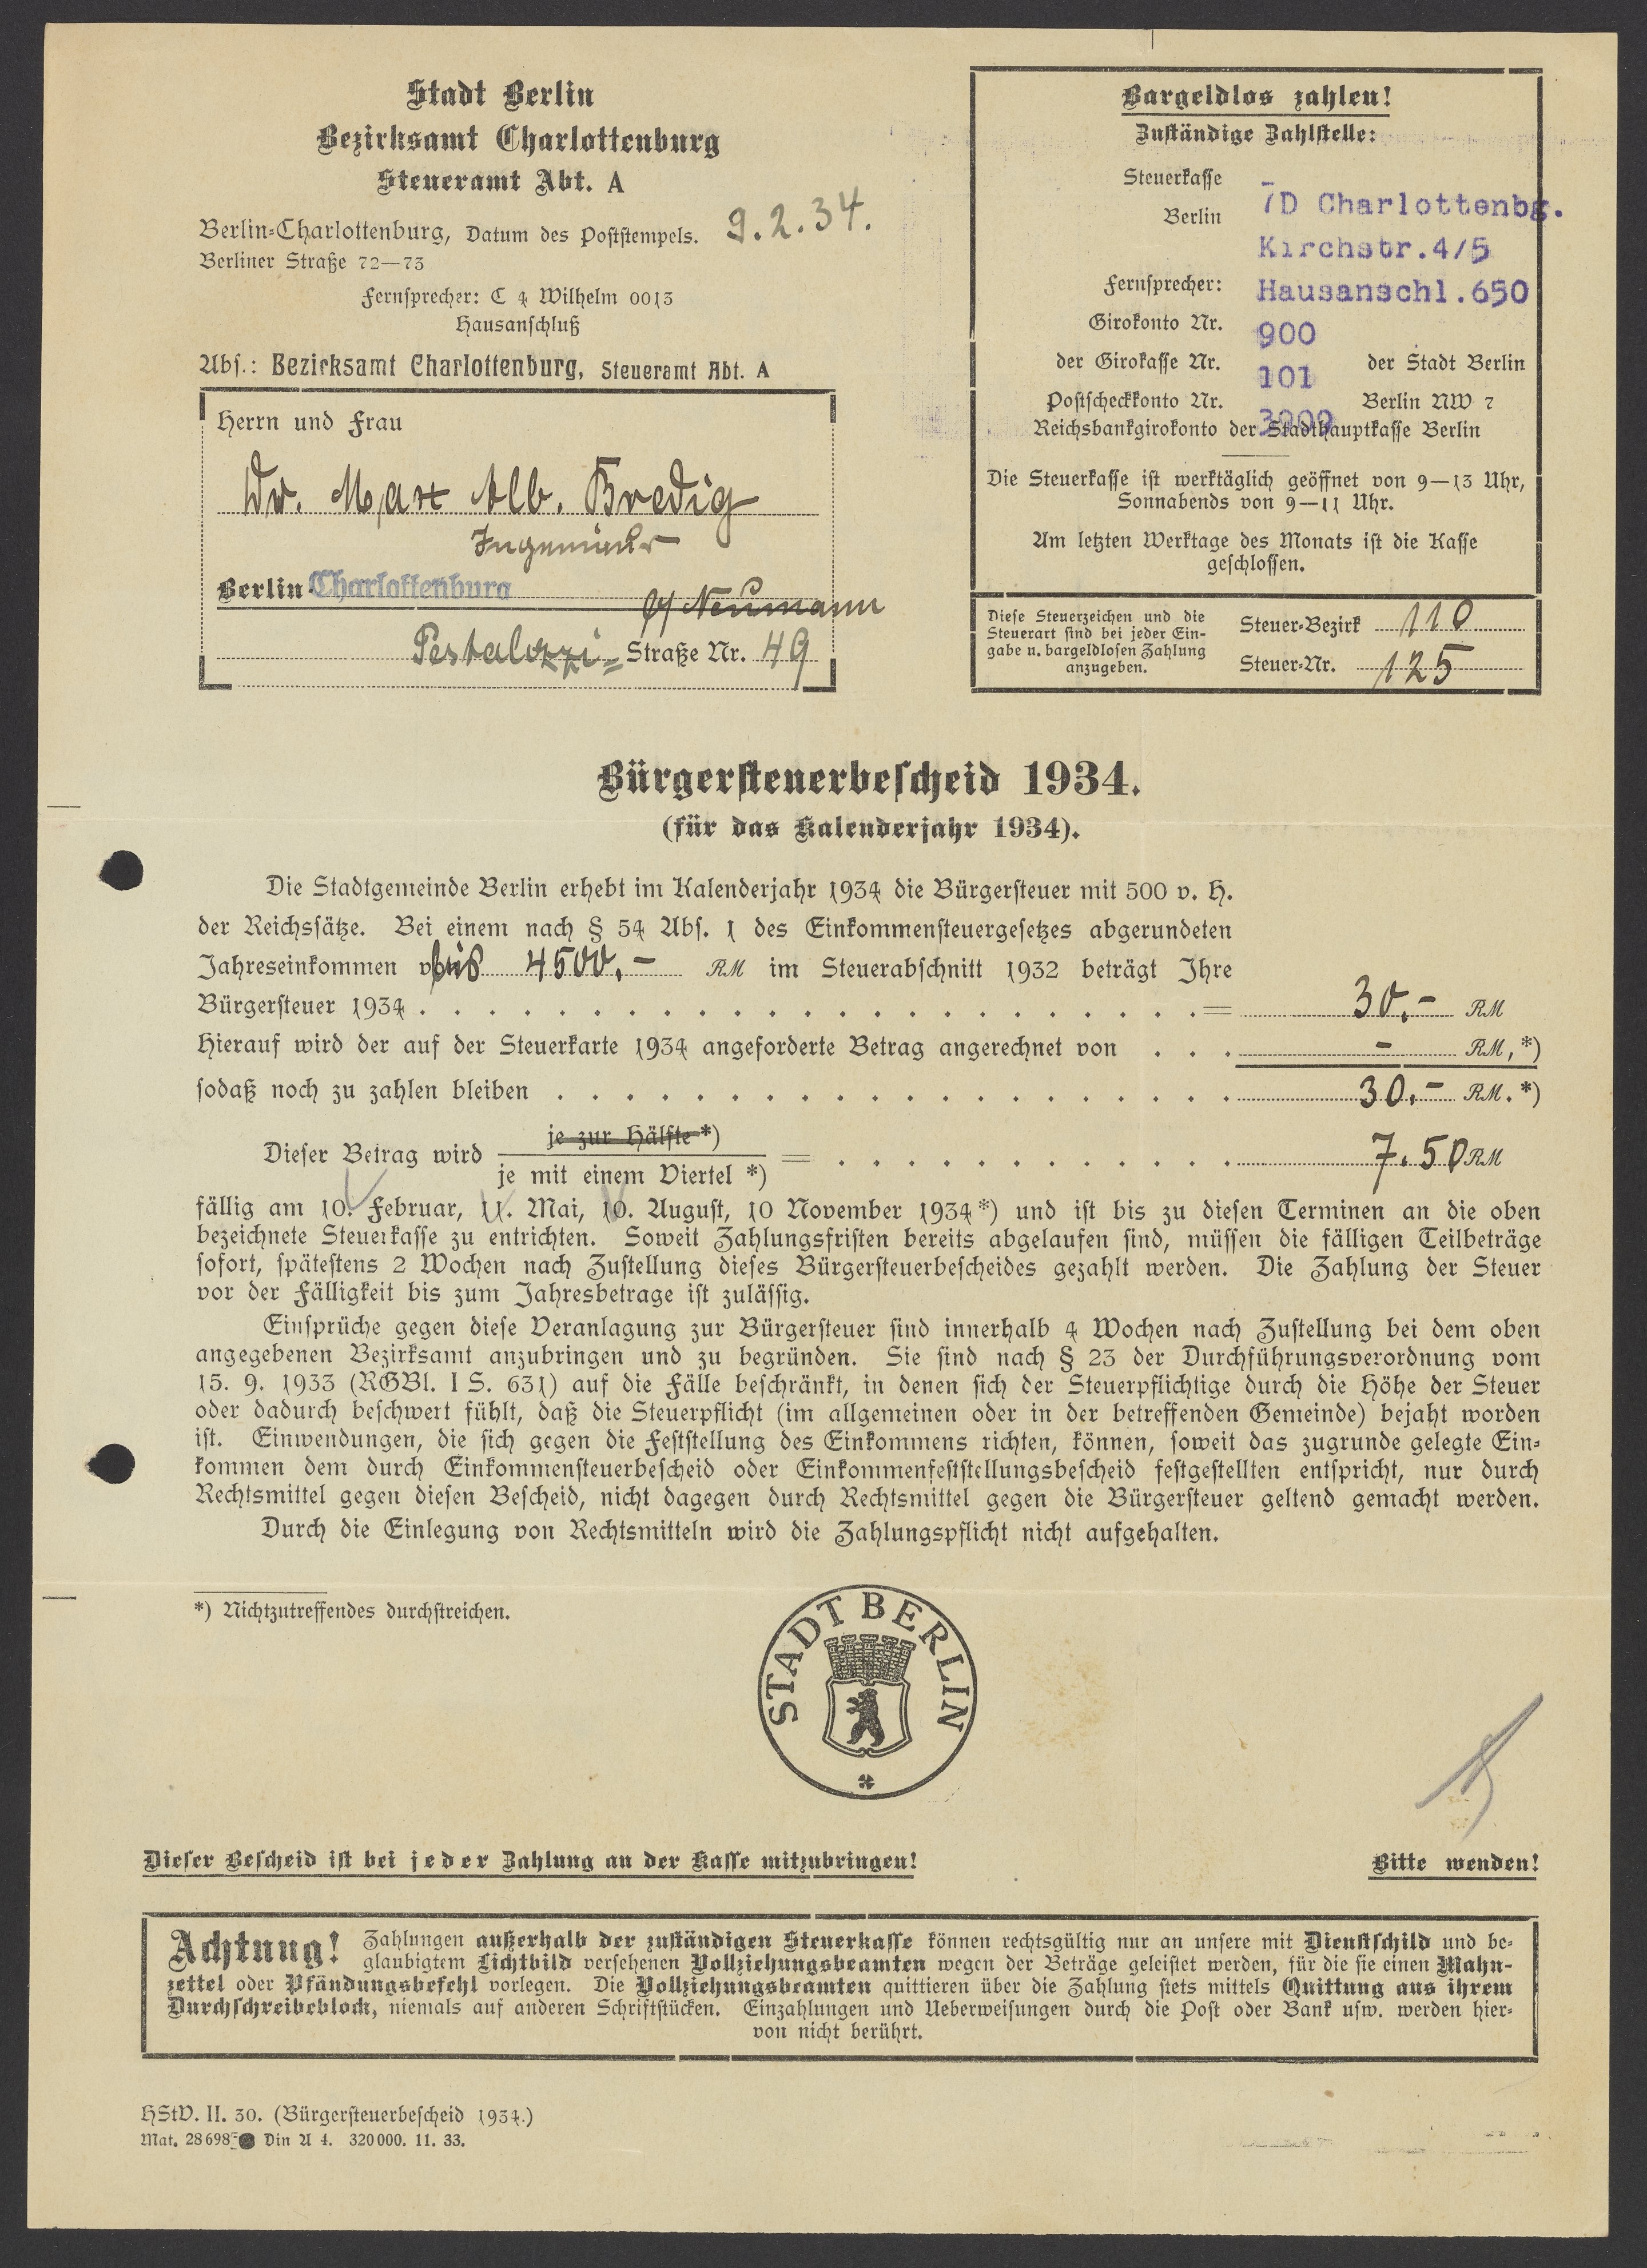 Stadt Berlin
Bezirksamt Charlottenburg
Steueramt Abt. A
Berlin-Charlottenburg, Datum des Poststempels. 9.2.34.
Berliner Straße 72—73
Fernsprecher: C 4 Wilhelm 0013
Hausanschluß
Abs.: Bezirksamt Charlottenburg, Steueramt Abt. A
Herrn und Frau
Dr. Max Alb. Bredig
Ingenieur
Berlin-Charlottenburg
b/ Neumann
Pestalozzi- Straße Nr. 49
Bargeldlos zahlen!
Zuständige Zahlstelle:
Steuerkasse
Berlin 7D Charlottenbg.
Kirchstr.4/5
Fernsprecher: Hausanschl.650
Girokonto Nr. 900
der Girokasse Nr. 101 der Stadt Berlin
Postscheckkonto Nr. 3000 Berlin NW 7
Reichsbankgirokonto der Stadthauptkasse Berlin
Die Steuerkasse ist werktäglich geöffnet von 9—13 Uhr,
Sonnabends von 9—11 Uhr.
Am letzten Werktage des Monats ist die Kasse
geschlossen.
Diese Steuerzeichen und die
Steuerart sind bei jeder Ein-
gabe u. bargeldlosen Zahlung
anzugeben.
Steuer-Bezirk 110
Steuer-Nr. 125
Bürgersteuerbescheid 1934.
(für das Kalenderjahr 1934).
Die Stadtgemeinde Berlin erhebt im Kalenderjahr 1934 die Bürgersteuer mit 500 v. H.
der Reichssätze. Bei einem nach § 54 Abs. 1 des Einkommensteuergesetzes abgerundeten
Jahreseinkommen bis 4500.- RM im Steuerabschnitt 1932 beträgt Ihre
Bürgersteuer 1934 . . . . . . . . . . . . . . . . . . . . . . . = 30.- RM
Hierauf wird der auf der Steuerkarte 1934 angeforderte Betrag angerechnet von . . . - RM,*)
sodaß noch zu zahlen bleiben . . . . . . . . . . . . . . . . . . . . 30.- RM.*)
je zur Hälfte*)
Dieser Betrag wird = . . . . . . . . . . . . 7.50 RM
je mit einem Viertel *)
fällig am 10. Februar, 11. Mai, 10. August, 10 November 1934*) und ist bis zu diesen Terminen an die oben
bezeichnete Steuerkasse zu entrichten. Soweit Zahlungsfristen bereits abgelaufen sind, müssen die fälligen Teilbeträge
sofort, spätestens 2 Wochen nach Zustellung dieses Bürgersteuerbescheides gezahlt werden. Die Zahlung der Steuer
vor der Fälligkeit bis zum Jahresbetrage ist zulässig.
Einsprüche gegen diese Veranlagung zur Bürgersteuer sind innerhalb 4 Wochen nach Zustellung bei dem oben
angegebenen Bezirksamt anzubringen und zu begründen. Sie sind nach § 23 der Durchführungsverordnung vom
15. 9. 1933 (RGBl. I S. 631) auf die Fälle beschränkt, in denen sich der Steuerpflichtige durch die Höhe der Steuer
oder dadurch beschwert fühlt, daß die Steuerpflicht (im allgemeinen oder in der betreffenden Gemeinde) bejaht worden
ist. Einwendungen, die sich gegen die Feststellung des Einkommens richten, können, soweit das zugrunde gelegte Ein-
kommen dem durch Einkommensteuerbescheid oder Einkommenfeststellungsbescheid festgestellten entspricht, nur durch
Rechtsmittel gegen diesen Bescheid, nicht dagegen durch Rechtsmittel gegen die Bürgersteuer geltend gemacht werden.
Durch die Einlegung von Rechtsmitteln wird die Zahlungspflicht nicht aufgehalten.
*) Nichtzutreffendes durchstreichen.
STADT BERLIN
Dieser Bescheid ist bei jeder Zahlung an der Kasse mitzubringen!
Bitte wenden!
Achtung! Zahlungen außerhalb der zuständigen Steuerkasse können rechtsgültig nur an unsere mit Dienstschild und be-
glaubigtem Lichtbild versehenen Vollziehungsbeamten wegen der Beträge geleistet werden, für die sie einen Mahn-
zettel oder Pfändungsbefehl vorlegen. Die Vollziehungsbeamten quittieren über die Zahlung stets mittels Quittung aus ihrem
Durchschreibeblock, niemals auf anderen Schriftstücken. Einzahlungen und Ueberweisungen durch die Post oder Bank usw. werden hier-
von nicht berührt.
HStV. II. 30. (Bürgersteuerbescheid 1934.)
Mat. 28698 Din A 4. 320000. 11. 33.